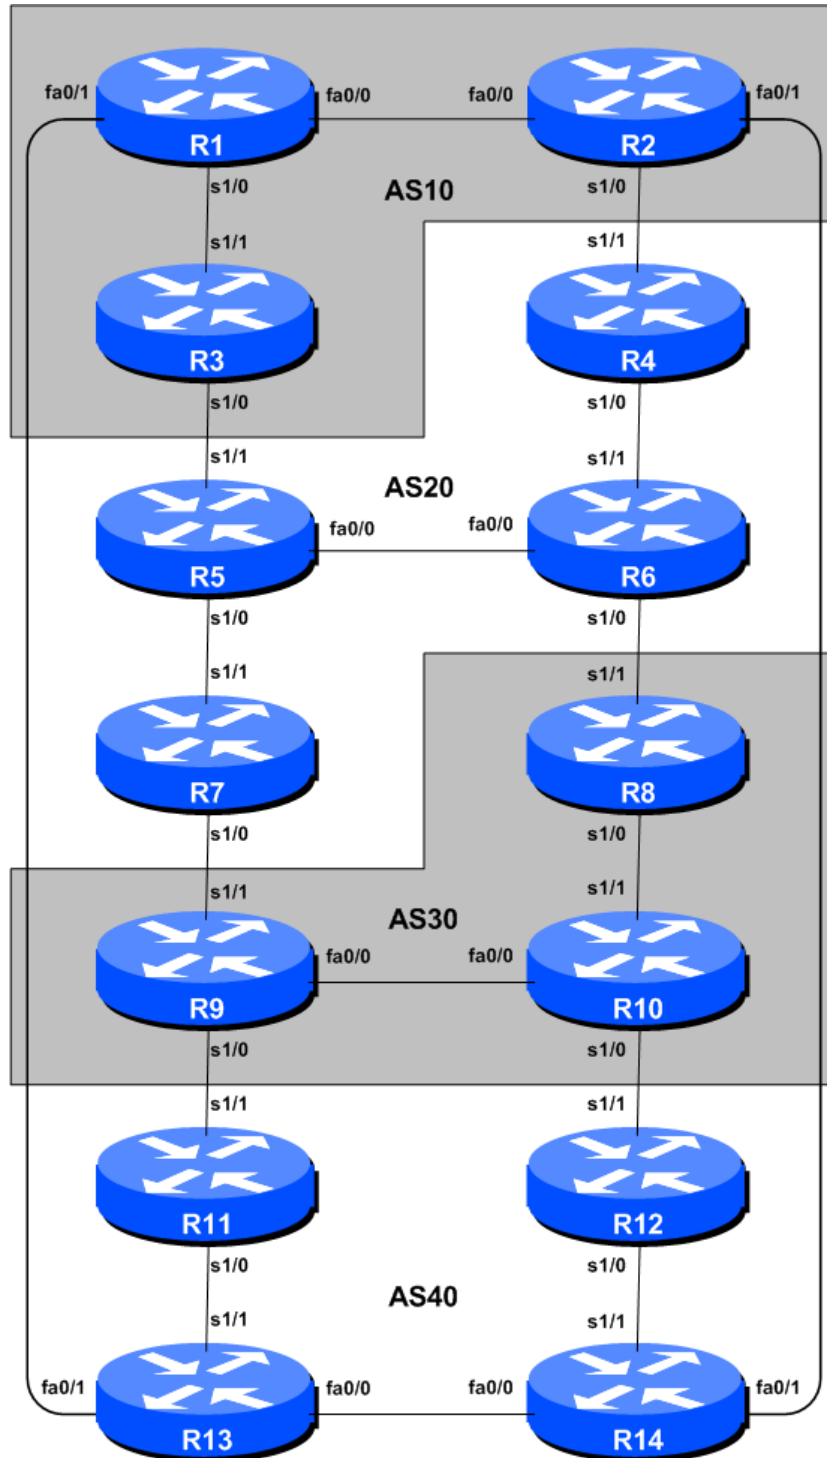 fa0/1 fa0/0 fa0/0 fa0/1
R1 R2
s1/0 AS10 s1/0
s1/1 s1/1
R3 R4
s1/0 s1/0
s1/1 AS20 s1/1
fa0/0 fa0/0
R5 R6
s1/0 s1/0
s1/1 s1/1
R7 R8
s1/0 s1/0
s1/1 AS30 s1/1
fa0/0 fa0/0
R9 R10
s1/0 s1/0
s1/1 s1/1
R11 R12
s1/0 s1/0
AS40
s1/1 s1/1
fa0/1 fa0/0 fa0/0 fa0/1
R13 R14